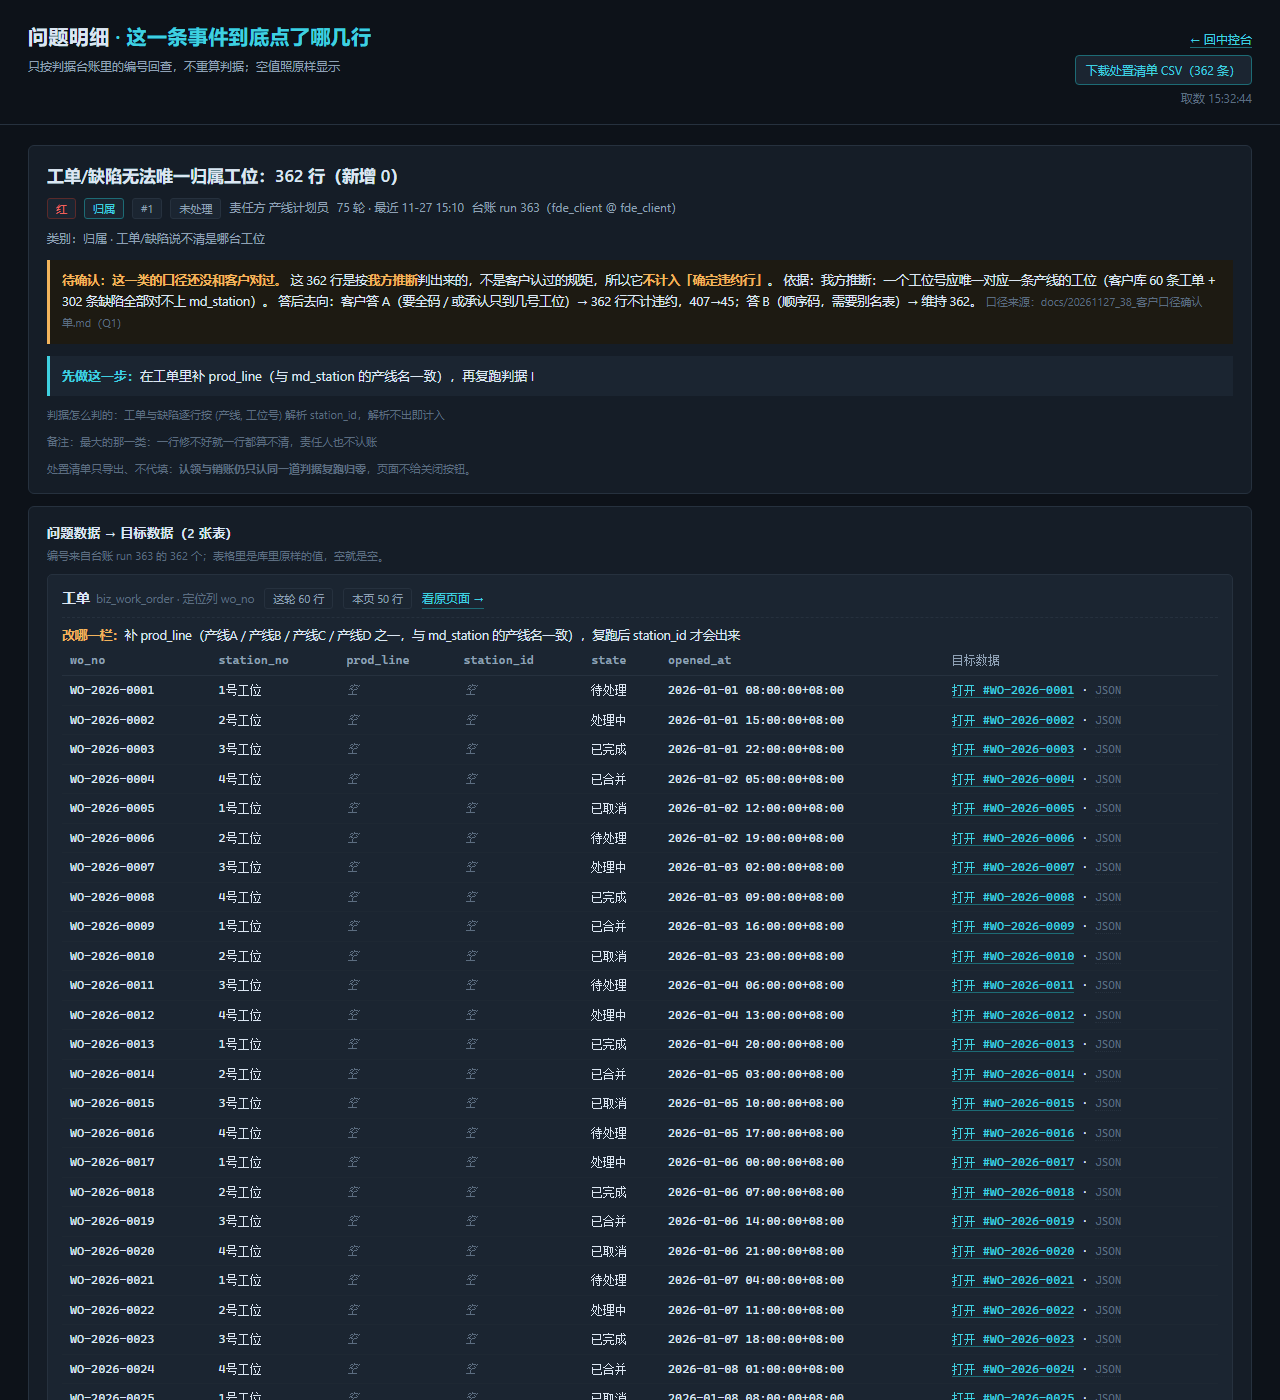 问题明细 · 这一条事件到底点了哪几行
只按判据台账里的编号回查，不重算判据；空值照原样显示
← 回中控台
下载处置清单 CSV（362 条）
取数 15:32:44
工单/缺陷无法唯一归属工位：362 行（新增 0）
红 归属 #1 未处理 责任方 产线计划员 75 轮 · 最近 11-27 15:10 台账 run 363（fde_client @ fde_client）
类别：归属 · 工单/缺陷说不清是哪台工位
待确认：这一类的口径还没和客户对过。 这 362 行是按我方推断判出来的，不是客户认过的规矩，所以它不计入「确定违约行」。 依据：我方推断：一个工位号应唯一对应一条产线的工位（客户库 60 条工单 +
302 条缺陷全部对不上 md_station）。 答后去向：客户答 A（要全码 / 或承认只到几号工位）→ 362 行不计违约，407→45；答 B（顺序码，需要别名表）→ 维持 362。 口径来源：docs/20261127_38_客户口径确认
单.md（Q1）
先做这一步：在工单里补 prod_line（与 md_station 的产线名一致），再复跑判据 I
判据怎么判的：工单与缺陷逐行按 (产线, 工位号) 解析 station_id，解析不出即计入
备注：最大的那一类：一行修不好就一行都算不清，责任人也不认账
处置清单只导出、不代填：认领与销账仍只认同一道判据复跑归零，页面不给关闭按钮。
问题数据 → 目标数据（2 张表）
编号来自台账 run 363 的 362 个；表格里是库里原样的值，空就是空。
工单 biz_work_order · 定位列 wo_no 这轮 60 行 本页 50 行 看原页面 →
改哪一栏：补 prod_line（产线A / 产线B / 产线C / 产线D 之一，与 md_station 的产线名一致），复跑后 station_id 才会出来
wo_no station_no prod_line station_id state opened_at 目标数据
WO-2026-0001 1号工位 空 空 待处理 2026-01-01 08:00:00+08:00 打开 #WO-2026-0001 · JSON
WO-2026-0002 2号工位 空 空 处理中 2026-01-01 15:00:00+08:00 打开 #WO-2026-0002 · JSON
WO-2026-0003 3号工位 空 空 已完成 2026-01-01 22:00:00+08:00 打开 #WO-2026-0003 · JSON
WO-2026-0004 4号工位 空 空 已合并 2026-01-02 05:00:00+08:00 打开 #WO-2026-0004 · JSON
WO-2026-0005 1号工位 空 空 已取消 2026-01-02 12:00:00+08:00 打开 #WO-2026-0005 · JSON
WO-2026-0006 2号工位 空 空 待处理 2026-01-02 19:00:00+08:00 打开 #WO-2026-0006 · JSON
WO-2026-0007 3号工位 空 空 处理中 2026-01-03 02:00:00+08:00 打开 #WO-2026-0007 · JSON
WO-2026-0008 4号工位 空 空 已完成 2026-01-03 09:00:00+08:00 打开 #WO-2026-0008 · JSON
WO-2026-0009 1号工位 空 空 已合并 2026-01-03 16:00:00+08:00 打开 #WO-2026-0009 · JSON
WO-2026-0010 2号工位 空 空 已取消 2026-01-03 23:00:00+08:00 打开 #WO-2026-0010 · JSON
WO-2026-0011 3号工位 空 空 待处理 2026-01-04 06:00:00+08:00 打开 #WO-2026-0011 · JSON
WO-2026-0012 4号工位 空 空 处理中 2026-01-04 13:00:00+08:00 打开 #WO-2026-0012 · JSON
WO-2026-0013 1号工位 空 空 已完成 2026-01-04 20:00:00+08:00 打开 #WO-2026-0013 · JSON
WO-2026-0014 2号工位 空 空 已合并 2026-01-05 03:00:00+08:00 打开 #WO-2026-0014 · JSON
WO-2026-0015 3号工位 空 空 已取消 2026-01-05 10:00:00+08:00 打开 #WO-2026-0015 · JSON
WO-2026-0016 4号工位 空 空 待处理 2026-01-05 17:00:00+08:00 打开 #WO-2026-0016 · JSON
WO-2026-0017 1号工位 空 空 处理中 2026-01-06 00:00:00+08:00 打开 #WO-2026-0017 · JSON
WO-2026-0018 2号工位 空 空 已完成 2026-01-06 07:00:00+08:00 打开 #WO-2026-0018 · JSON
WO-2026-0019 3号工位 空 空 已合并 2026-01-06 14:00:00+08:00 打开 #WO-2026-0019 · JSON
WO-2026-0020 4号工位 空 空 已取消 2026-01-06 21:00:00+08:00 打开 #WO-2026-0020 · JSON
WO-2026-0021 1号工位 空 空 待处理 2026-01-07 04:00:00+08:00 打开 #WO-2026-0021 · JSON
WO-2026-0022 2号工位 空 空 处理中 2026-01-07 11:00:00+08:00 打开 #WO-2026-0022 · JSON
WO-2026-0023 3号工位 空 空 已完成 2026-01-07 18:00:00+08:00 打开 #WO-2026-0023 · JSON
WO-2026-0024 4号工位 空 空 已合并 2026-01-08 01:00:00+08:00 打开 #WO-2026-0024 · JSON
WO-2026-0025 1号工位 空 空 已取消 2026-01-08 08:00:00+08:00 打开 #WO-2026-0025 · JSON